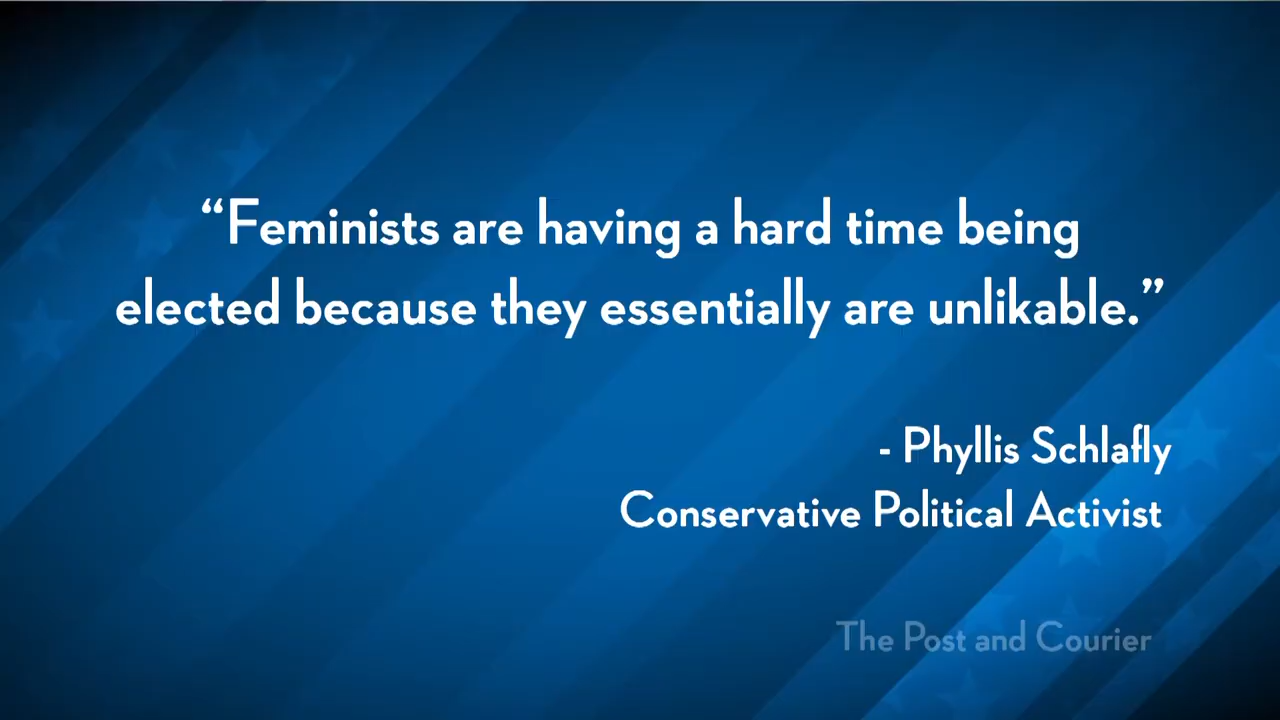 “Feminists are having a hard time being
elected because they essentially are unlikable.”
- Phyllis Schlafly
Conservative Political Activist
The Post and Courier